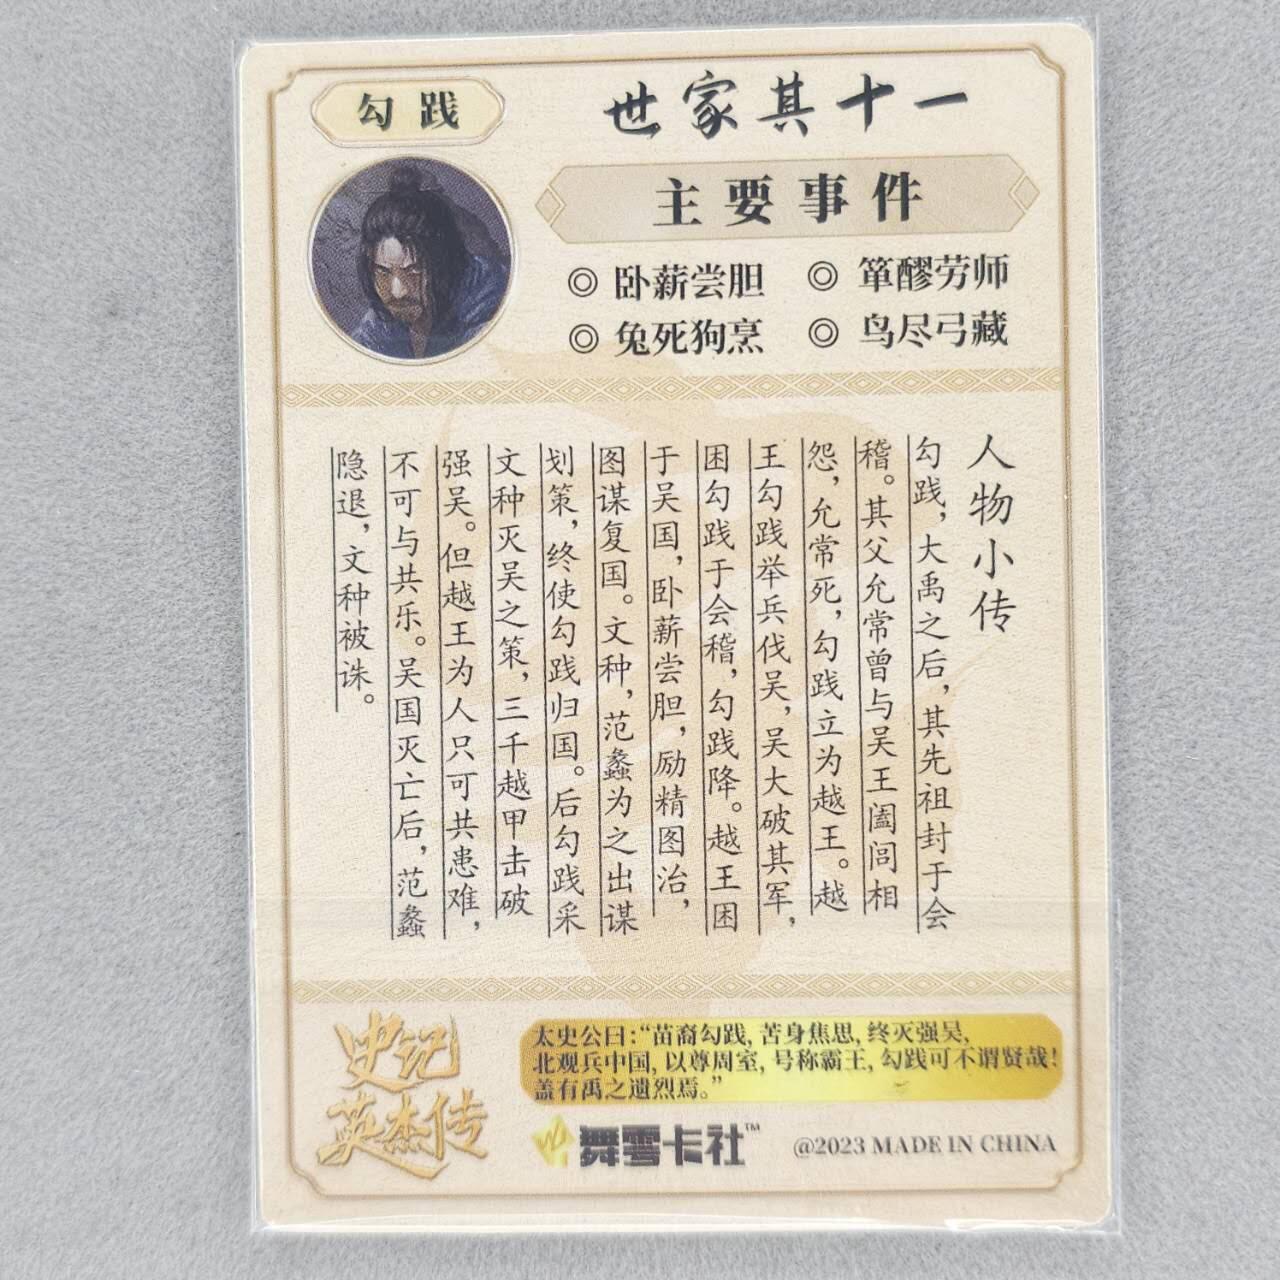 勾践
世家其十一
主要事件
◎ 卧薪尝胆 ◎ 箪醪劳师
◎ 兔死狗烹 ◎ 鸟尽弓藏
人物小传
勾践，大禹之后，其先祖封于会
稽。其父允常曾与吴王阖闾相
怨，允常死，勾践立为越王。越
王勾践举兵伐吴，吴大破其军，
困勾践于会稽，勾践降。越王困
于吴国，卧薪尝胆，励精图治，
图谋复国。文种，范蠡为之出谋
划策，终使勾践归国。后勾践采
文种灭吴之策，三千越甲击破
强吴。但越王为人只可共患难，
不可与共乐。吴国灭亡后，范蠡
隐退，文种被诛。
史记
英杰传
太史公曰：“苗裔勾践，苦身焦思，终灭强吴，
北观兵中国，以尊周室，号称霸王，勾践可不谓贤哉！
盖有禹之遗烈焉。”
舞雲卡社™
@2023 MADE IN CHINA